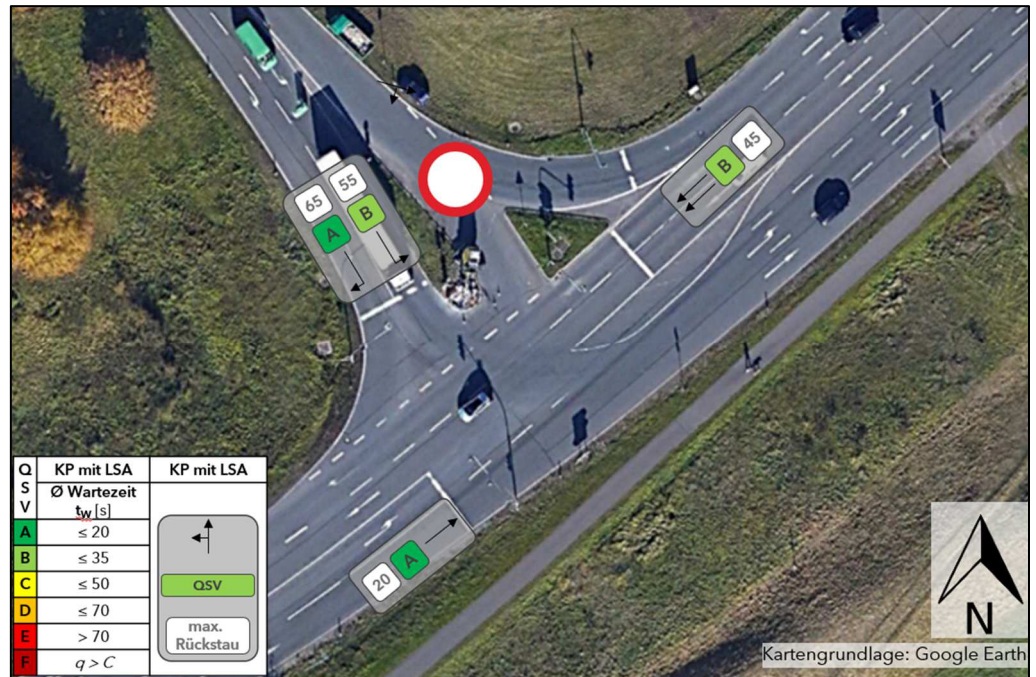 65
55
A
B
45
B
20
A
Q
S
V
KP mit LSA
KP mit LSA
Ø Wartezeit
tw [s]
A ≤ 20
B ≤ 35
C ≤ 50
D ≤ 70
E > 70
F q > C
QSV
max.
Rückstau
N
Kartengrundlage: Google Earth